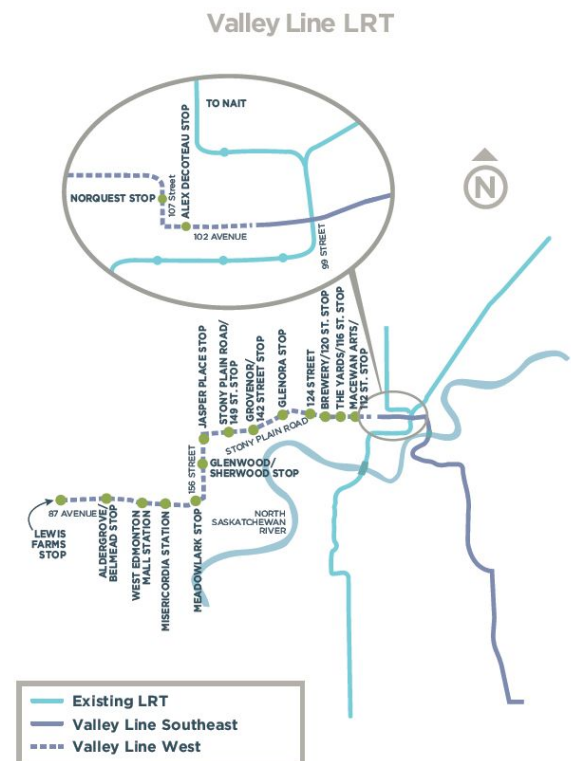 Valley Line LRT
TO NAIT
ALEX DECOTEAU STOP
NORQUEST STOP
107 Street
102 AVENUE
99 STREET
N
JASPER PLACE STOP
STONY PLAIN ROAD/
149 ST. STOP
GROVENOR/
142 STREET STOP
GLENORA STOP
124 STREET
BREWERY/120 ST. STOP
THE YARDS/116 ST. STOP
MACEWAN ARTS/
112 ST. STOP
STONY PLAIN ROAD
156 STREET
GLENWOOD/
SHERWOOD STOP
87 AVENUE
LEWIS
FARMS
STOP
ALDERGROVE/
BELMEAD STOP
WEST EDMONTON
MALL STATION
MISERICORDIA STATION
MEADOWLARK STOP
NORTH
SASKATCHEWAN
RIVER
Existing LRT
Valley Line Southeast
Valley Line West